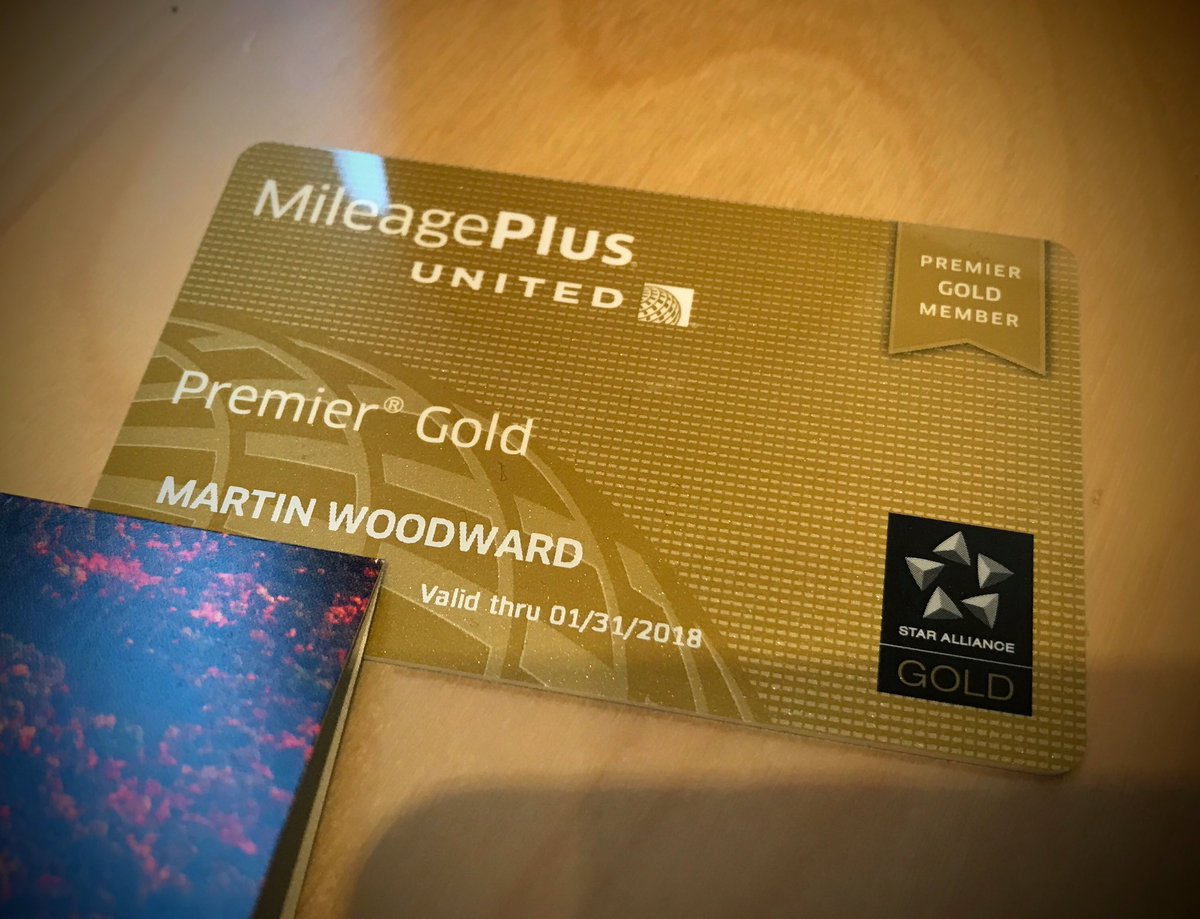 MileagePlus
UNITED
PREMIER
GOLD
MEMBER
Premier® Gold
MARTIN WOODWARD
Valid thru 01/31/2018
STAR ALLIANCE
GOLD